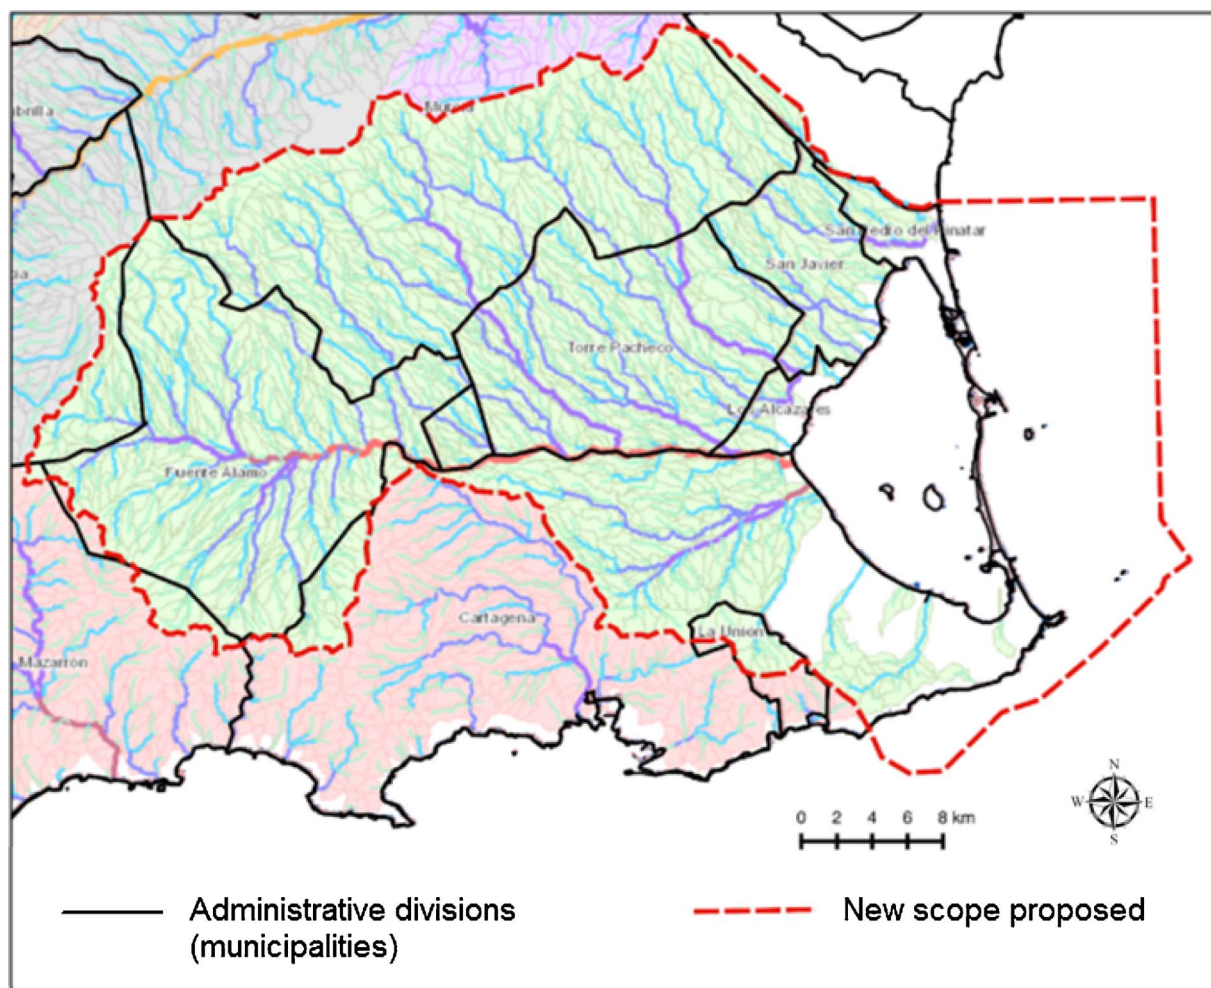 Murcia
San Pedro del Pinatar
San Javier
Torre Pacheco
Los Alcázares
Fuente Alamo
Cartagena
La Unión
Mazarrón
N
W
E
S
0 2 4 6 8 km
Administrative divisions
(municipalities)
New scope proposed